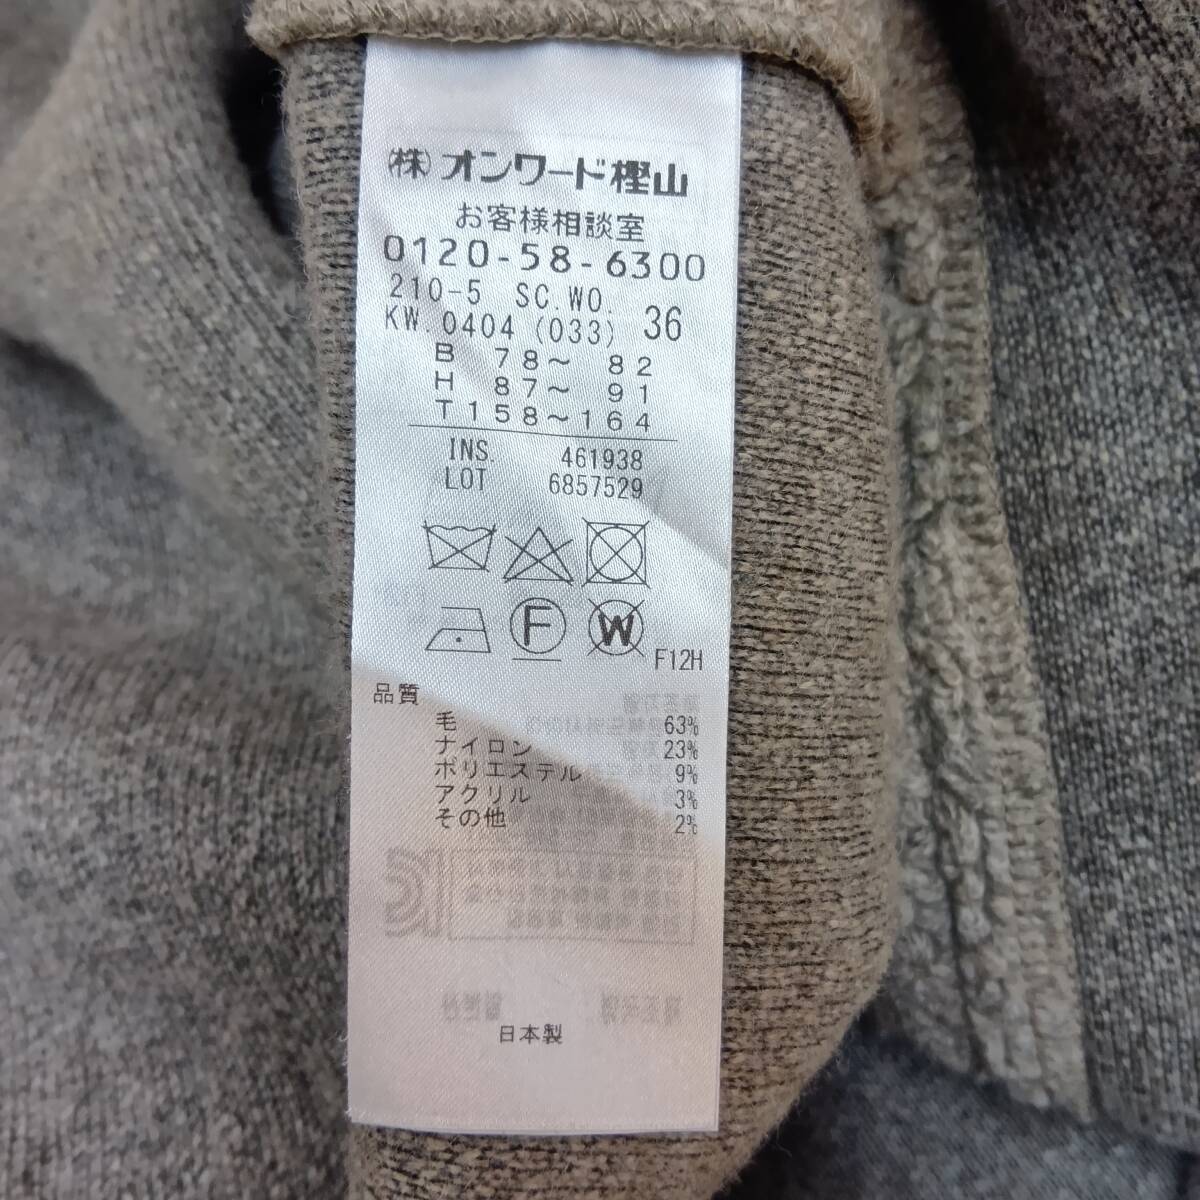 (株)オンワード樫山
お客様相談室
0120-58-6300
210-5 SC.WO.
KW.0404 (033) 36
B 78～ 82
H 87～ 91
T158～164
INS. 461938
LOT 6857529
F
W
F12H
品質
毛 63%
ナイロン 23%
ポリエステル 9%
アクリル 3%
その他 2%
日本製